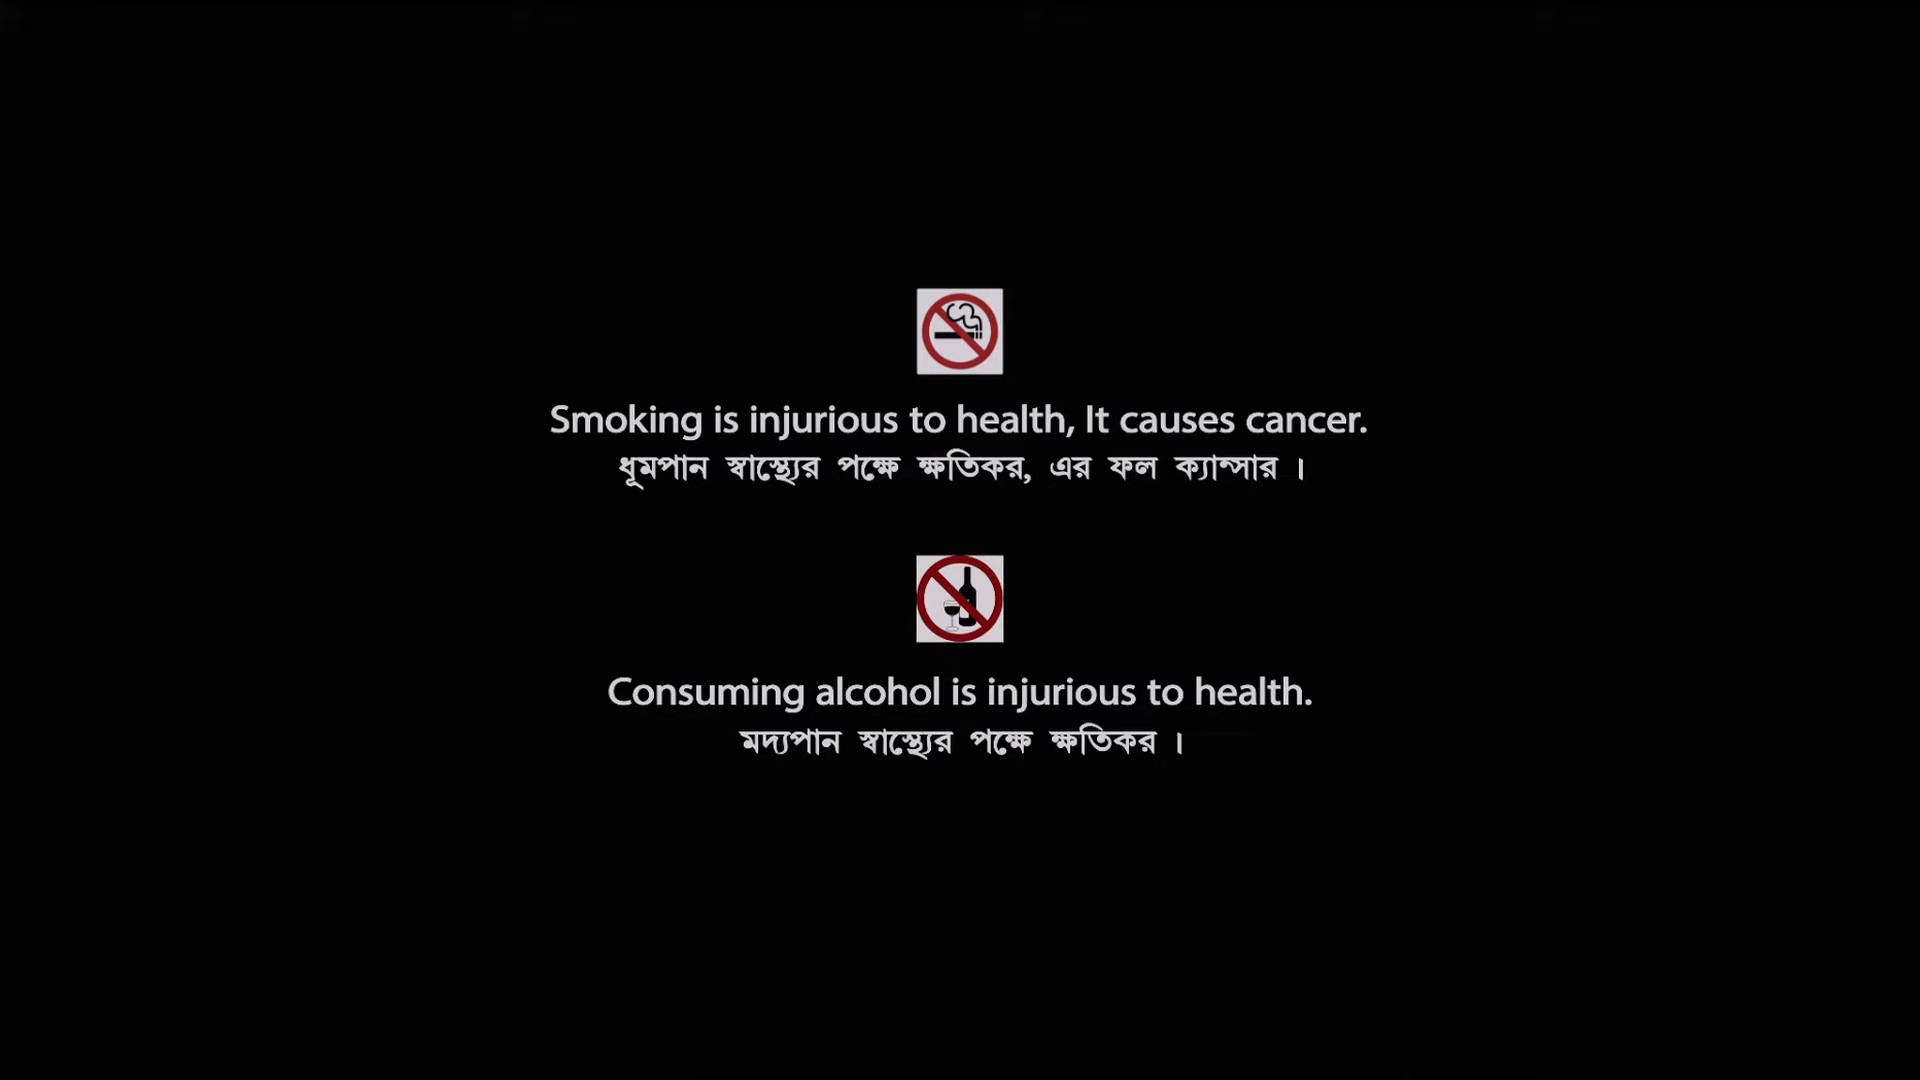 Smoking is injurious to health, It causes cancer.
ধূমপান স্বাস্থ্যের পক্ষে ক্ষতিকর, এর ফল ক্যান্সার ।
Consuming alcohol is injurious to health.
মদ্যপান স্বাস্থ্যের পক্ষে ক্ষতিকর ।